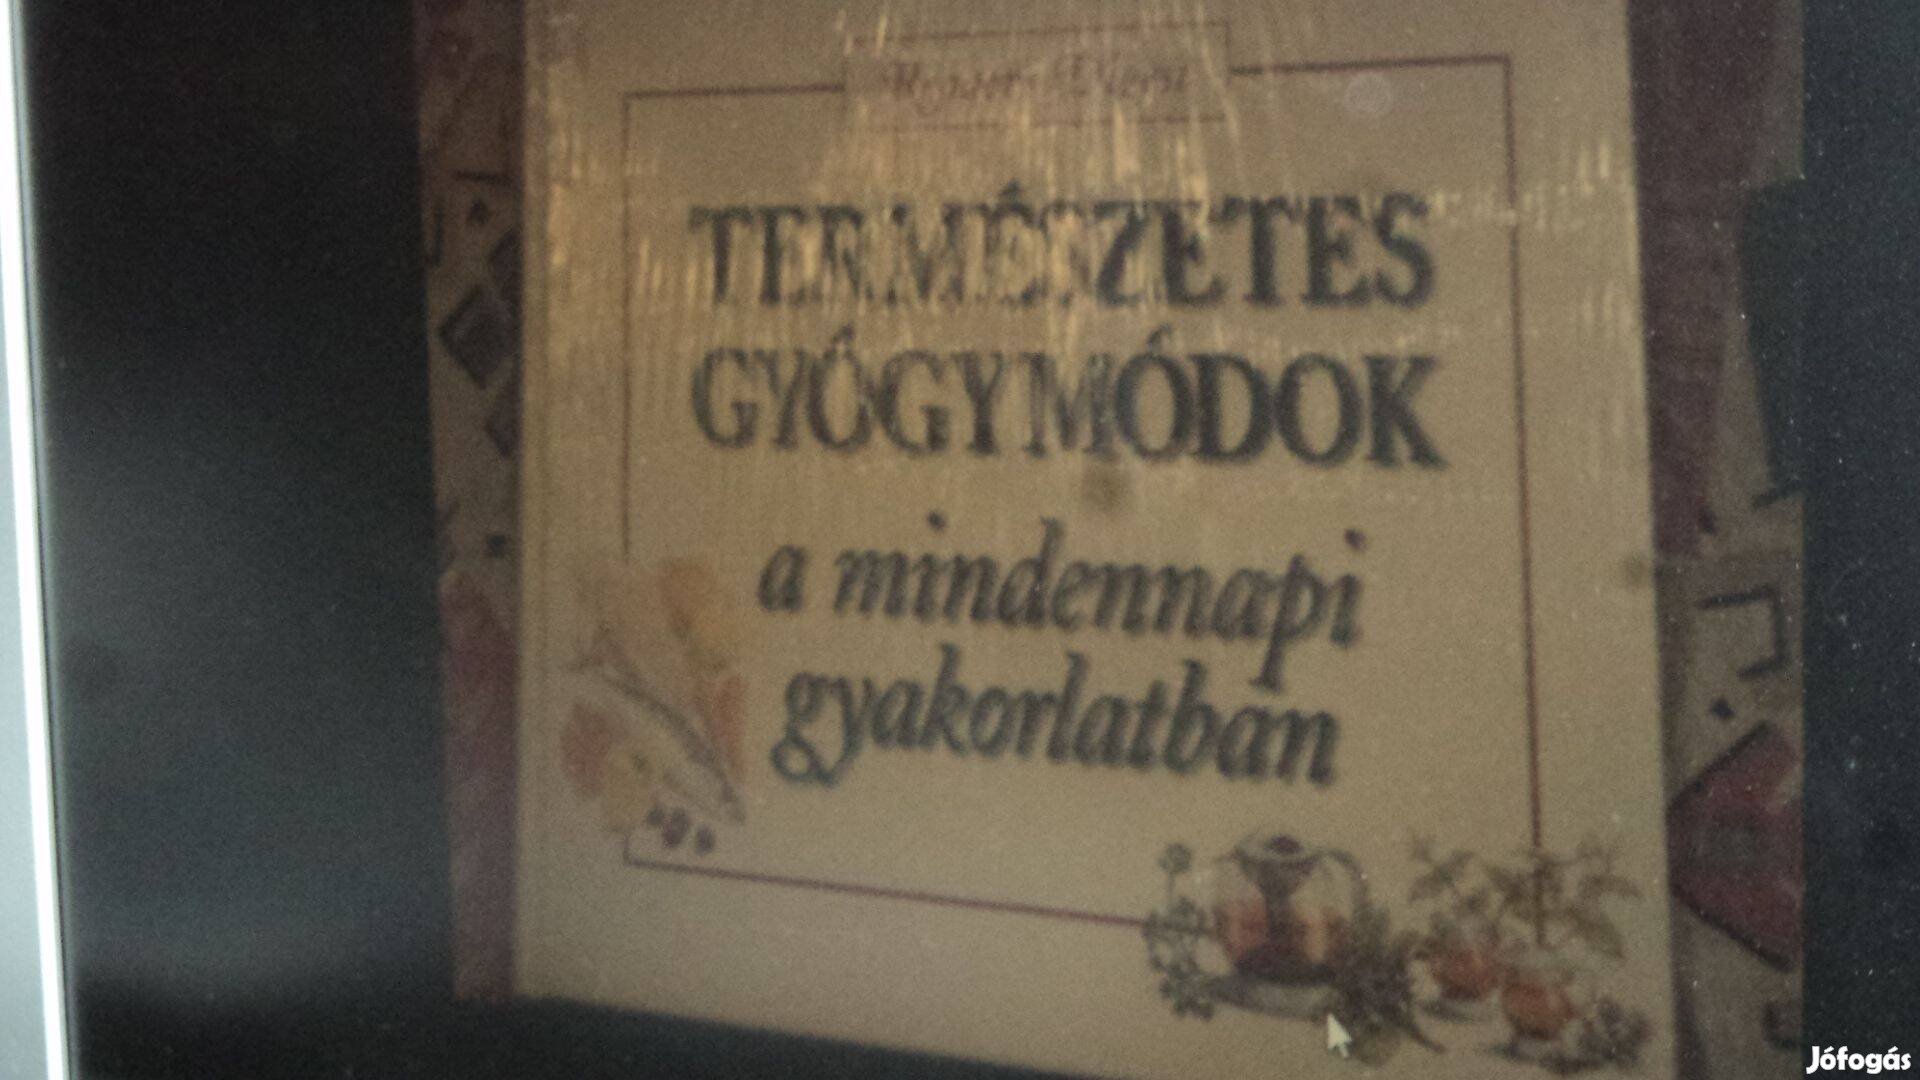 Reader's Digest
TERMÉSZETES
GYÓGYMÓDOK
a mindennapi
gyakorlatban
Jófogás